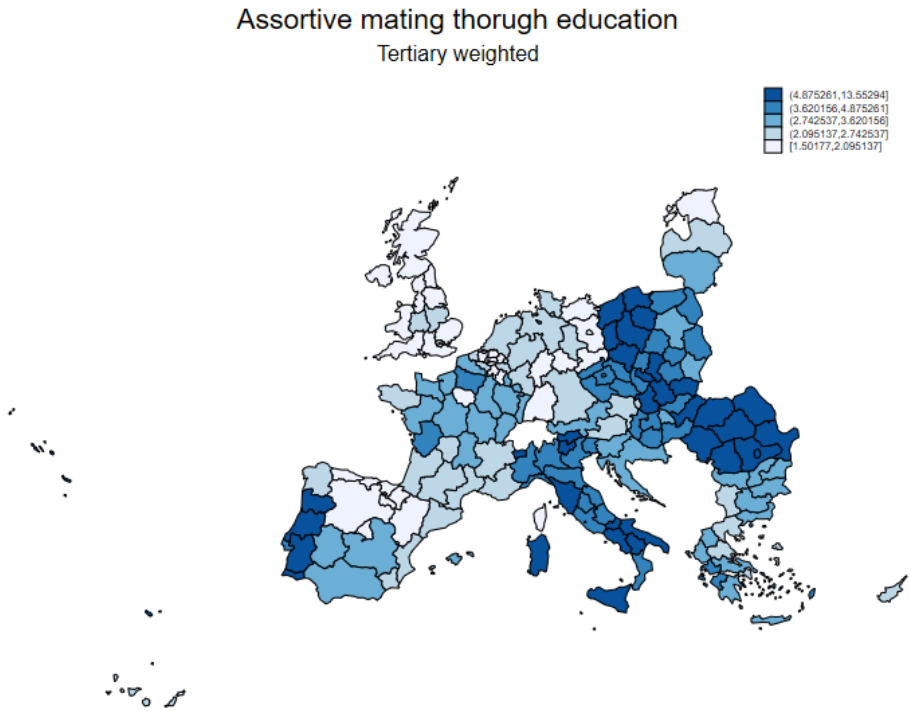 Assortive mating thorugh education
Tertiary weighted
(4.875261,13.55294]
(3.620156,4.875261]
(2.742537,3.620156]
(2.095137,2.742537]
[1.50177,2.095137]